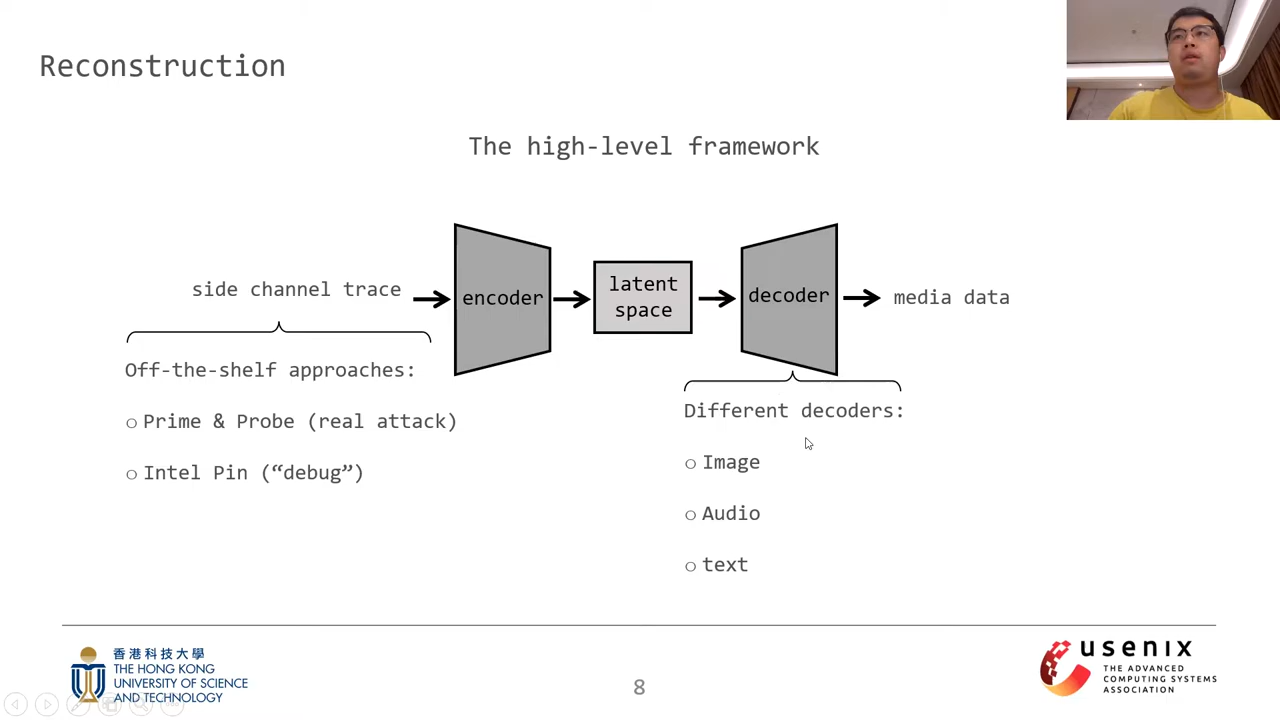 Reconstruction
The high-level framework
side channel trace
encoder
latent
space
decoder
media data
Off-the-shelf approaches:
○ Prime & Probe (real attack)
○ Intel Pin (“debug”)
Different decoders:
○ Image
○ Audio
○ text
香港科技大學
THE HONG KONG
UNIVERSITY OF SCIENCE
AND TECHNOLOGY
8
usenix
THE ADVANCED
COMPUTING SYSTEMS
ASSOCIATION